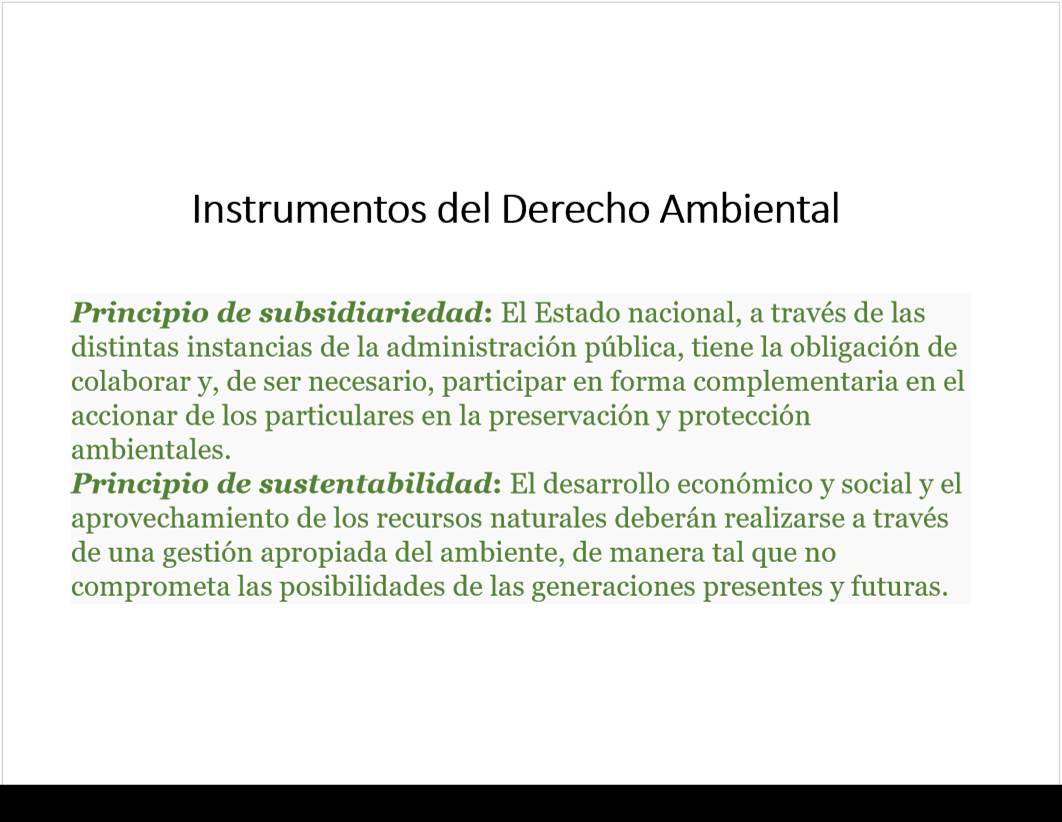 Instrumentos del Derecho Ambiental
Principio de subsidiariedad: El Estado nacional, a través de las
distintas instancias de la administración pública, tiene la obligación de
colaborar y, de ser necesario, participar en forma complementaria en el
accionar de los particulares en la preservación y protección
ambientales.
Principio de sustentabilidad: El desarrollo económico y social y el
aprovechamiento de los recursos naturales deberán realizarse a través
de una gestión apropiada del ambiente, de manera tal que no
comprometa las posibilidades de las generaciones presentes y futuras.